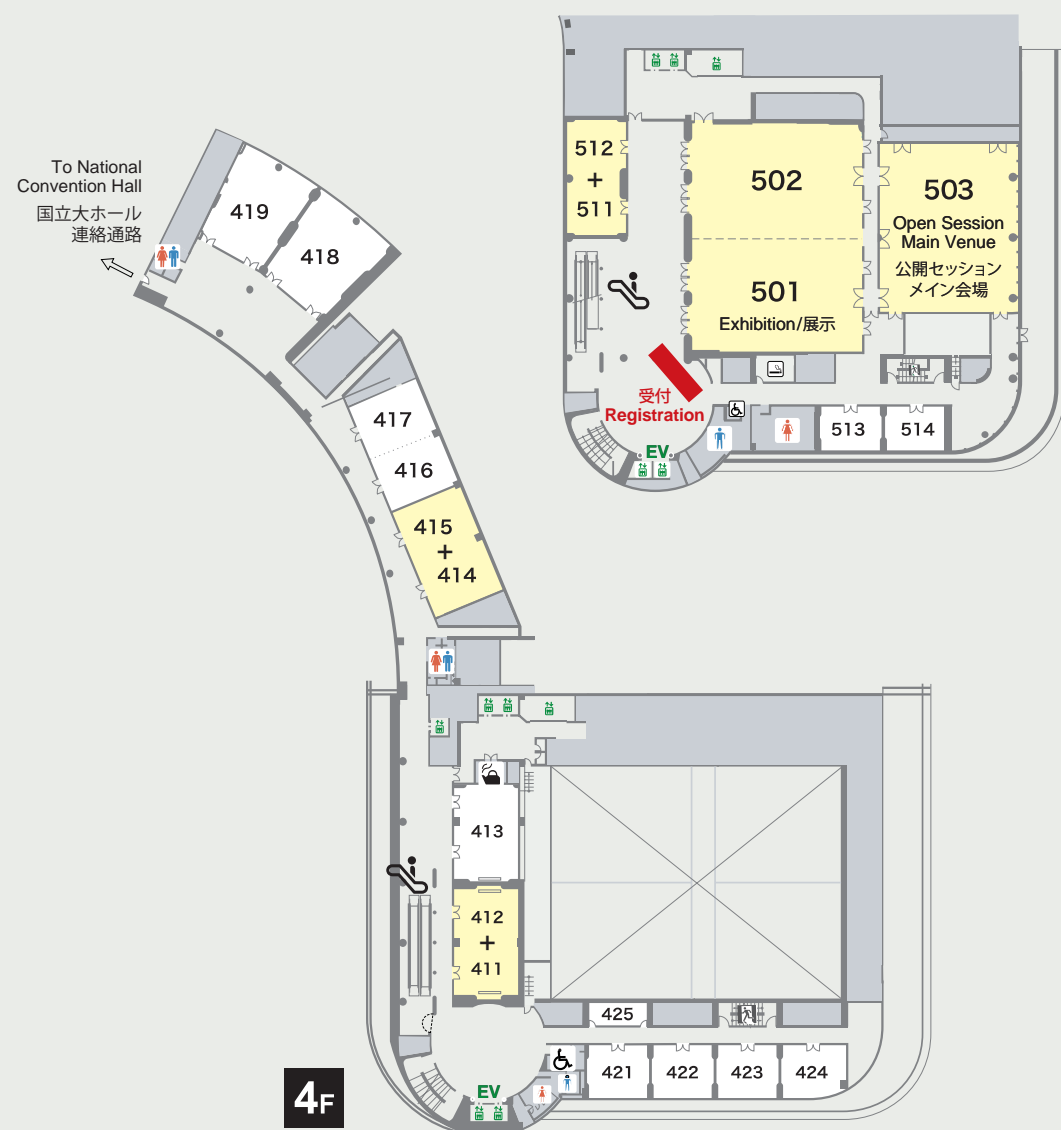 To National
Convention Hall
国立大ホール
連絡通路
419
418
417
416
415
+
414
413
412
+
411
425
421
422
423
424
EV
4F
512
+
511
502
501
Exhibition/展示
503
Open Session
Main Venue
公開セッション
メイン会場
受付
Registration
513
514
EV